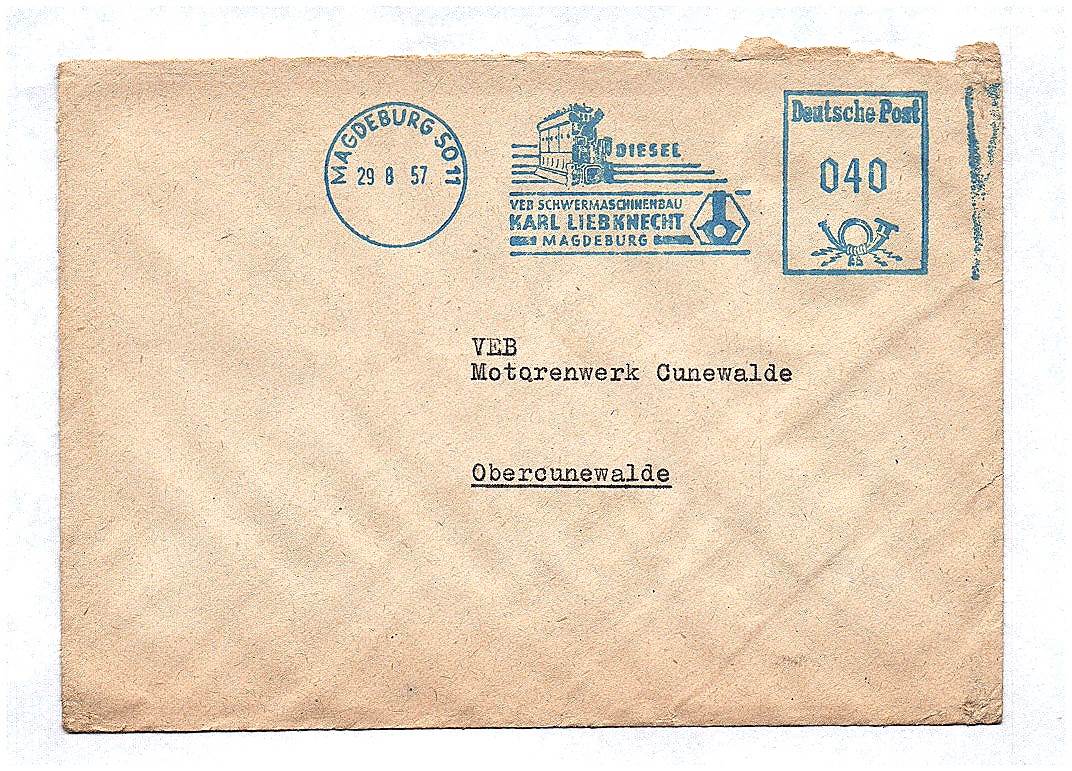 MAGDEBURG SO 11
29 8 57
DIESEL
VEB SCHWERMASCHINENBAU
KARL LIEBKNECHT
MAGDEBURG
Deutsche Post
040
VEB
Motorenwerk Cunewalde
Obercunewalde